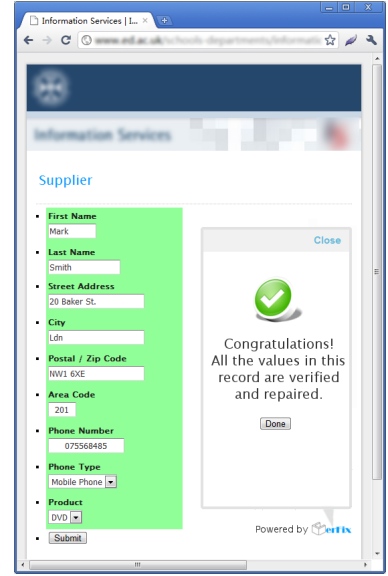 Information Services | I...
Information Services
Supplier
First Name
Mark
Last Name
Smith
Street Address
20 Baker St.
City
Ldn
Postal / Zip Code
NW1 6XE
Area Code
201
Phone Number
075568485
Phone Type
Mobile Phone
Product
DVD
Submit
Close
Congratulations!
All the values in this
record are verified
and repaired.
Done
Powered by